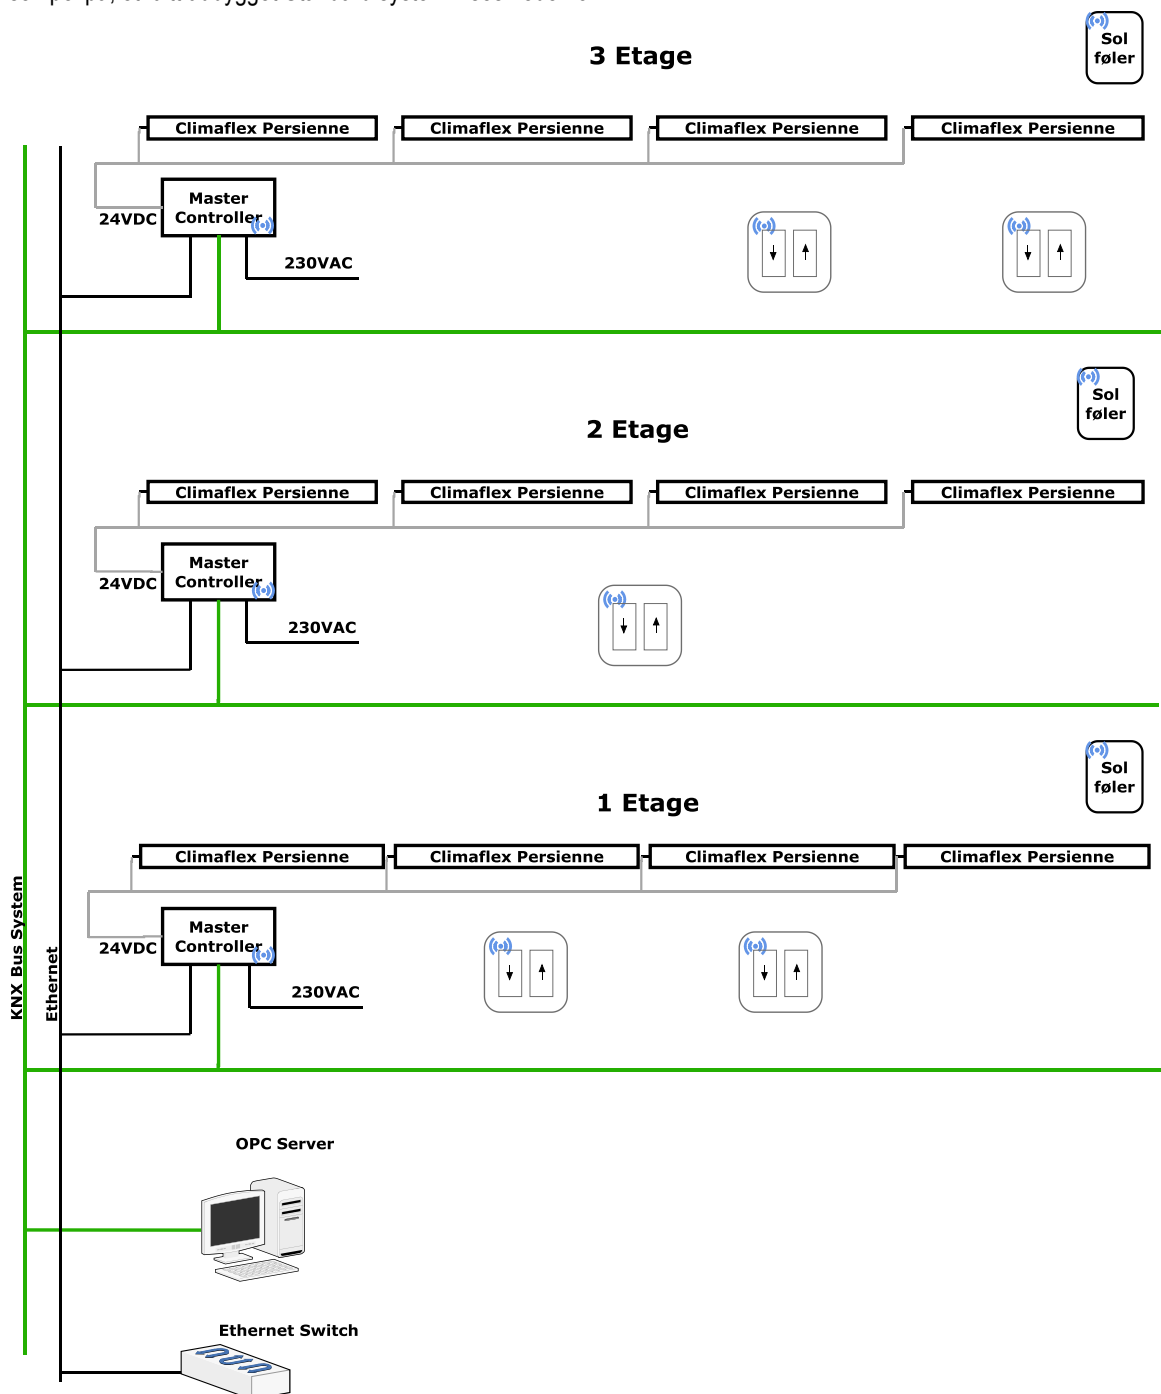 3 Etage
Sol
føler
Climaflex Persienne
Climaflex Persienne
Climaflex Persienne
Climaflex Persienne
Master
Controller
24VDC
230VAC
2 Etage
Sol
føler
Climaflex Persienne
Climaflex Persienne
Climaflex Persienne
Climaflex Persienne
Master
Controller
24VDC
230VAC
1 Etage
Sol
føler
Climaflex Persienne
Climaflex Persienne
Climaflex Persienne
Climaflex Persienne
Master
Controller
24VDC
230VAC
KNX Bus System
Ethernet
OPC Server
Ethernet Switch